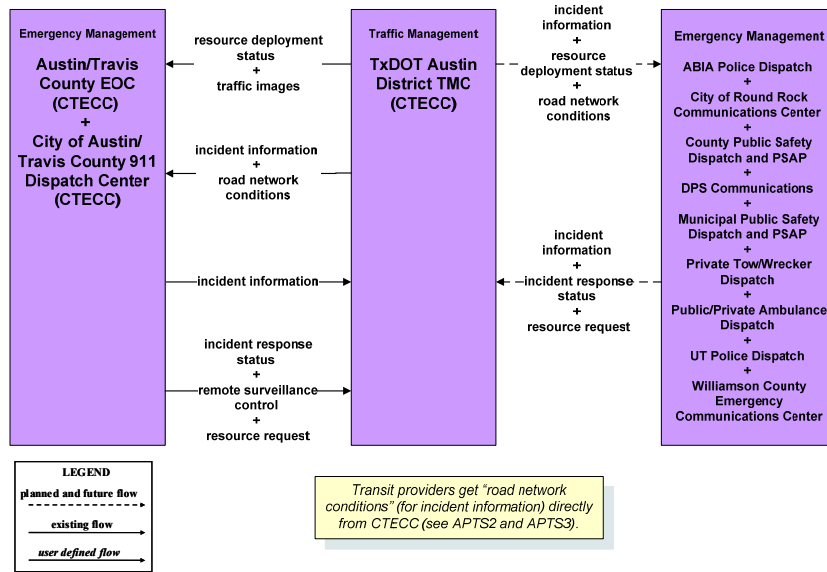 Emergency Management
Austin/Travis
County EOC
(CTECC)
+
City of Austin/
Travis County 911
Dispatch Center
(CTECC)
resource deployment
status
+
traffic images
incident information
+
road network
conditions
incident information
incident response
status
+
remote surveillance
control
+
resource request
Traffic Management
TxDOT Austin
District TMC
(CTECC)
incident
information
+
resource
deployment status
+
road network
conditions
incident
information
+
incident response
status
+
resource request
Emergency Management
ABIA Police Dispatch
+
City of Round Rock
Communications Center
+
County Public Safety
Dispatch and PSAP
+
DPS Communications
+
Municipal Public Safety
Dispatch and PSAP
+
Private Tow/Wrecker
Dispatch
+
Public/Private Ambulance
Dispatch
+
UT Police Dispatch
+
Williamson County
Emergency
Communications Center
LEGEND
planned and future flow
existing flow
user defined flow
Transit providers get “road network
conditions” (for incident information) directly
from CTECC (see APTS2 and APTS3).